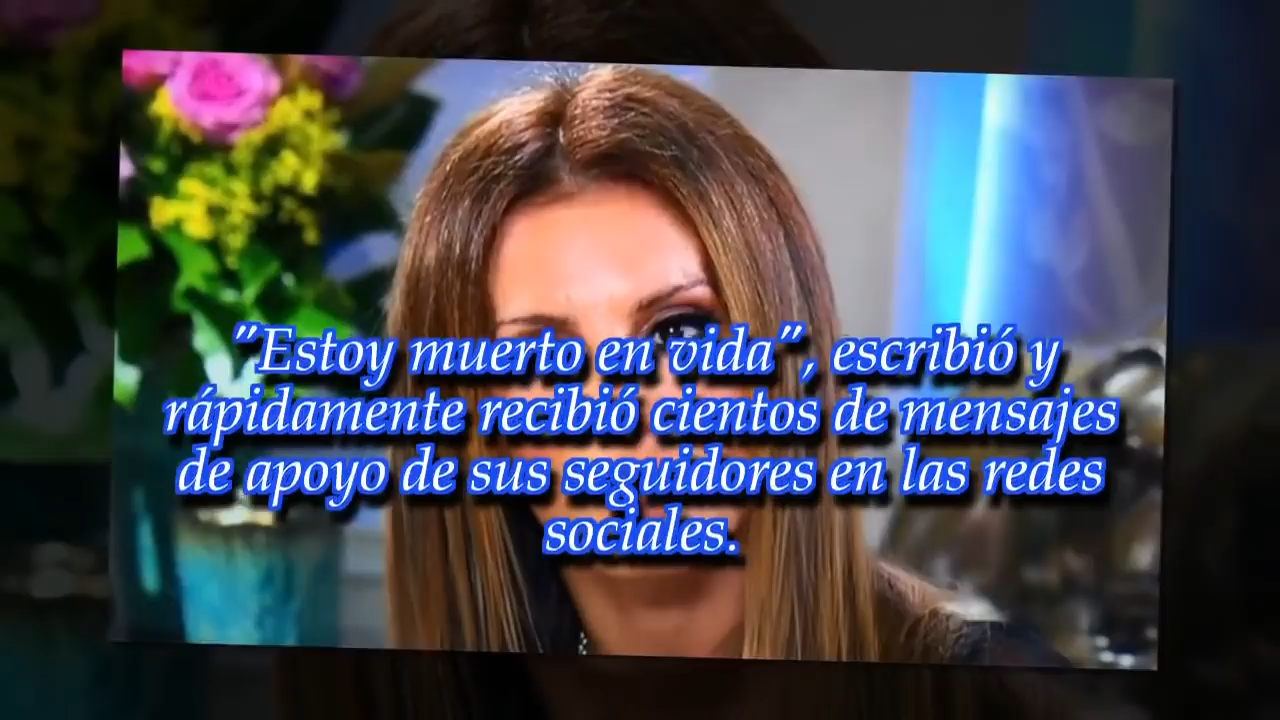 "Estoy muerto en vida", escribió y
rápidamente recibió cientos de mensajes
de apoyo de sus seguidores en las redes
sociales.